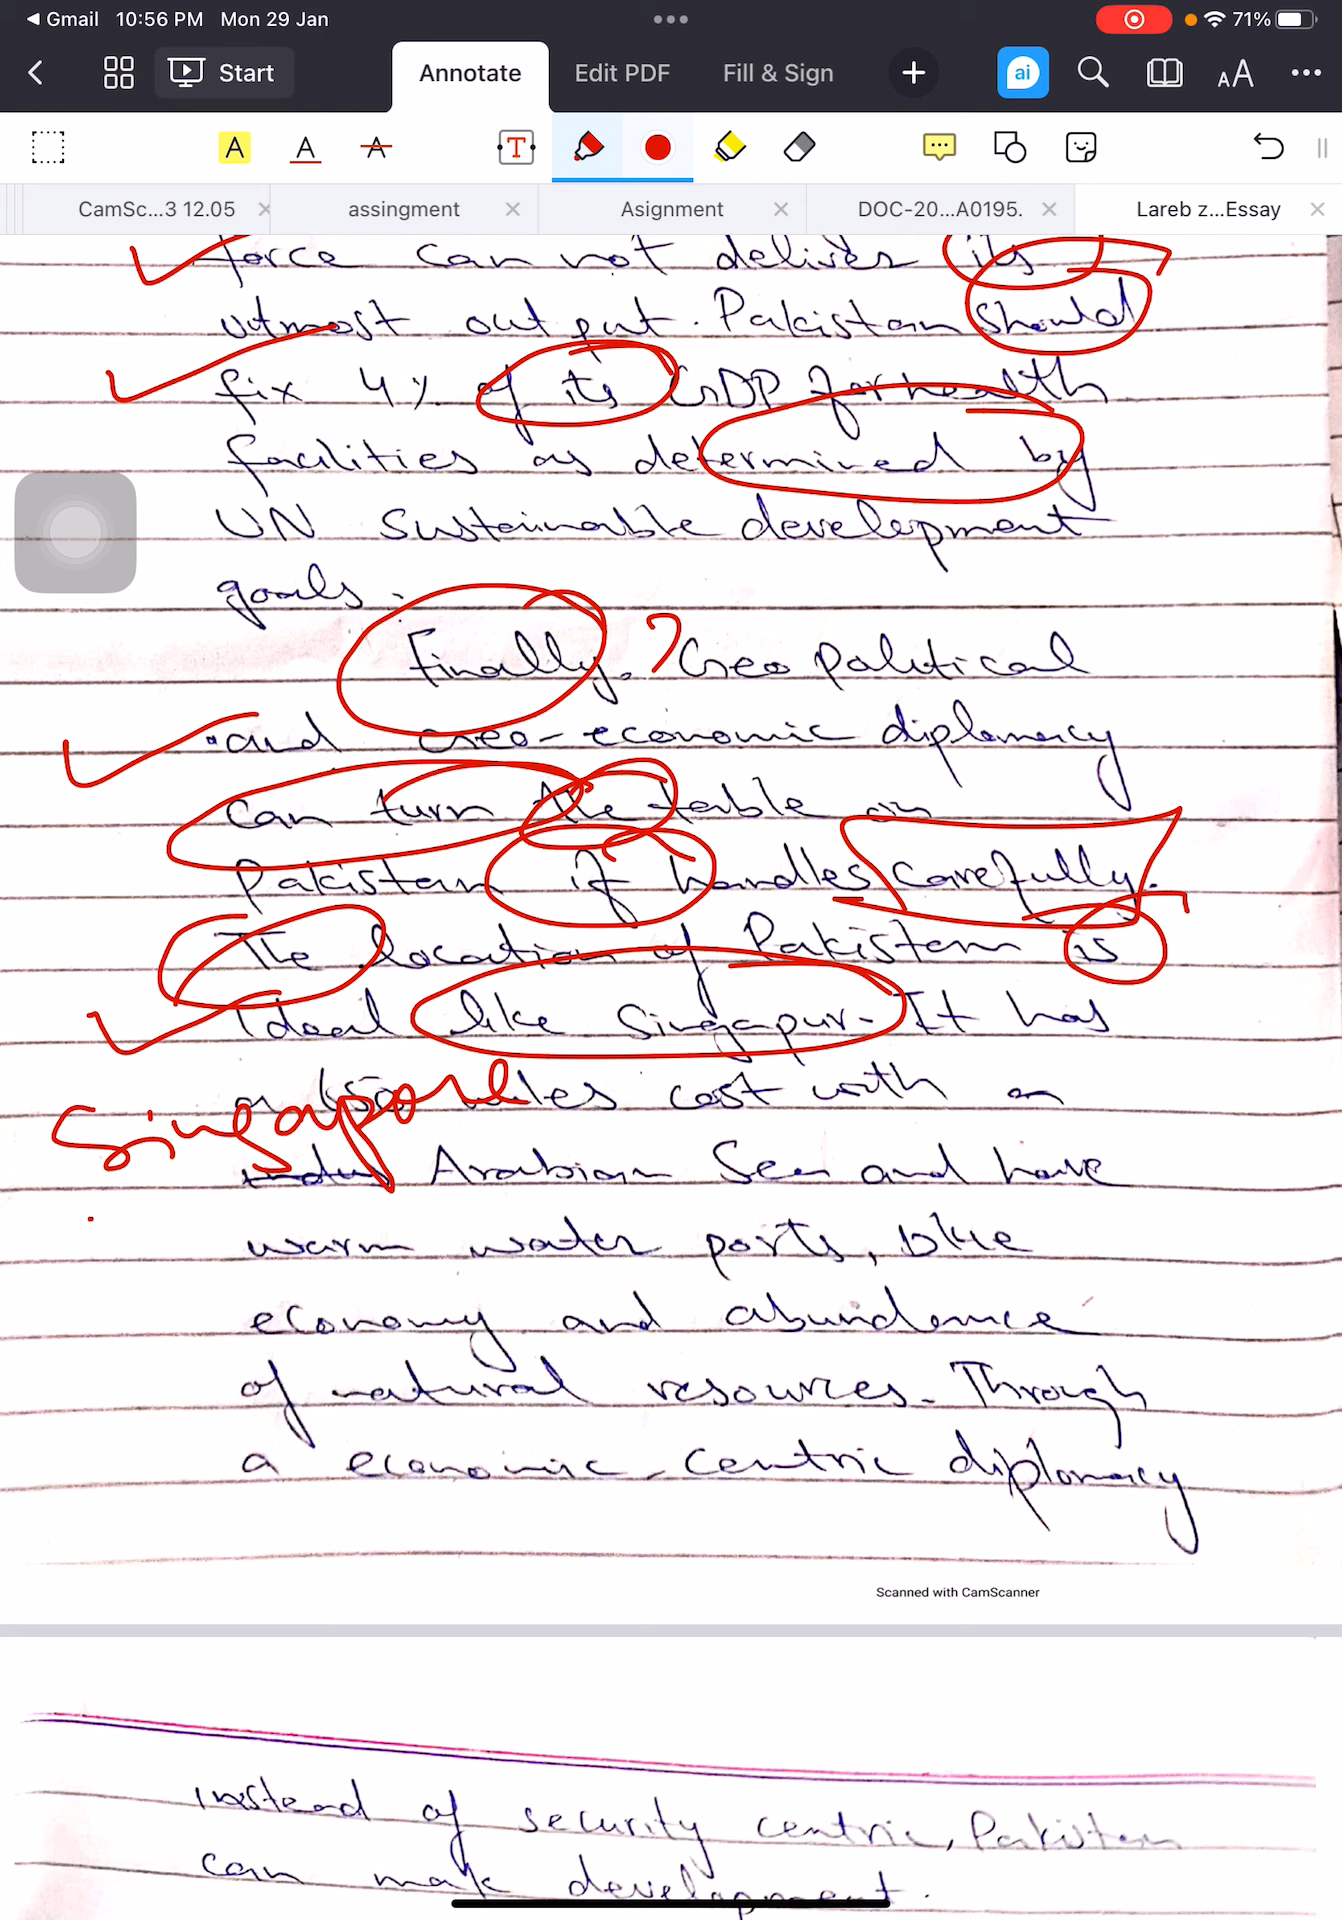 Gmail 10:56 PM Mon 29 Jan 71%
Start Annotate Edit PDF Fill & Sign ai AA
A A A T
CamSc...3 12.05 assingment Asignment DOC-20...A0195. Lareb z...Essay
force can not deliver its
utmost out put. Pakistan should
fix 4% of its GDP for health
facilities as determined by
UN Sustainable development
goals.
Finally. ? Geo Political
and Geo-economic diplomacy
can turn the table on
Pakistan if handles carefully.
The location of Pakistan is
Ideal like Singapur. It has
miles cost with an
Singapore
Arabian Sea and have
warm water ports, blue
economy and abundence
of natural resources. Through
a economic-centric diplomacy
Scanned with CamScanner
instead of security centric, Pakistan
can make development.